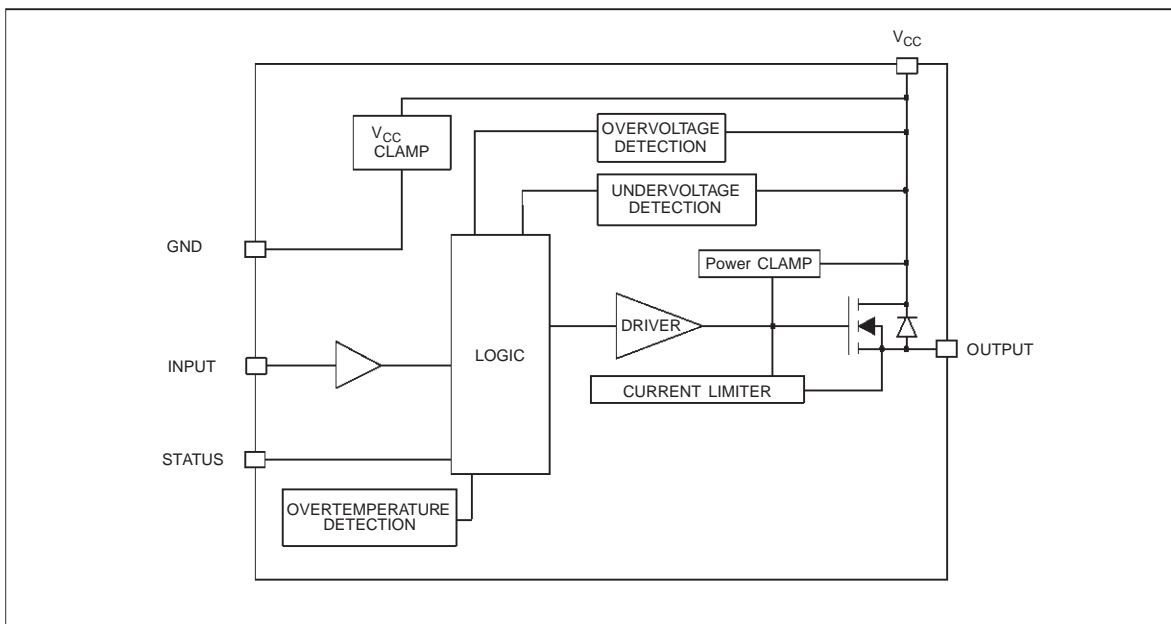 VCC
VCC
CLAMP
OVERVOLTAGE
DETECTION
UNDERVOLTAGE
DETECTION
GND
Power CLAMP
DRIVER
LOGIC
OUTPUT
INPUT
CURRENT LIMITER
STATUS
OVERTEMPERATURE
DETECTION